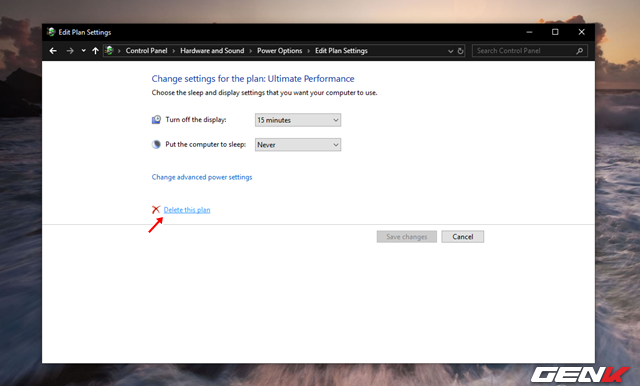 Edit Plan Settings
Control Panel > Hardware and Sound > Power Options > Edit Plan Settings
Search Control Panel
Change settings for the plan: Ultimate Performance
Choose the sleep and display settings that you want your computer to use.
Turn off the display: 15 minutes
Put the computer to sleep: Never
Change advanced power settings
Delete this plan
Save changes Cancel
GENK